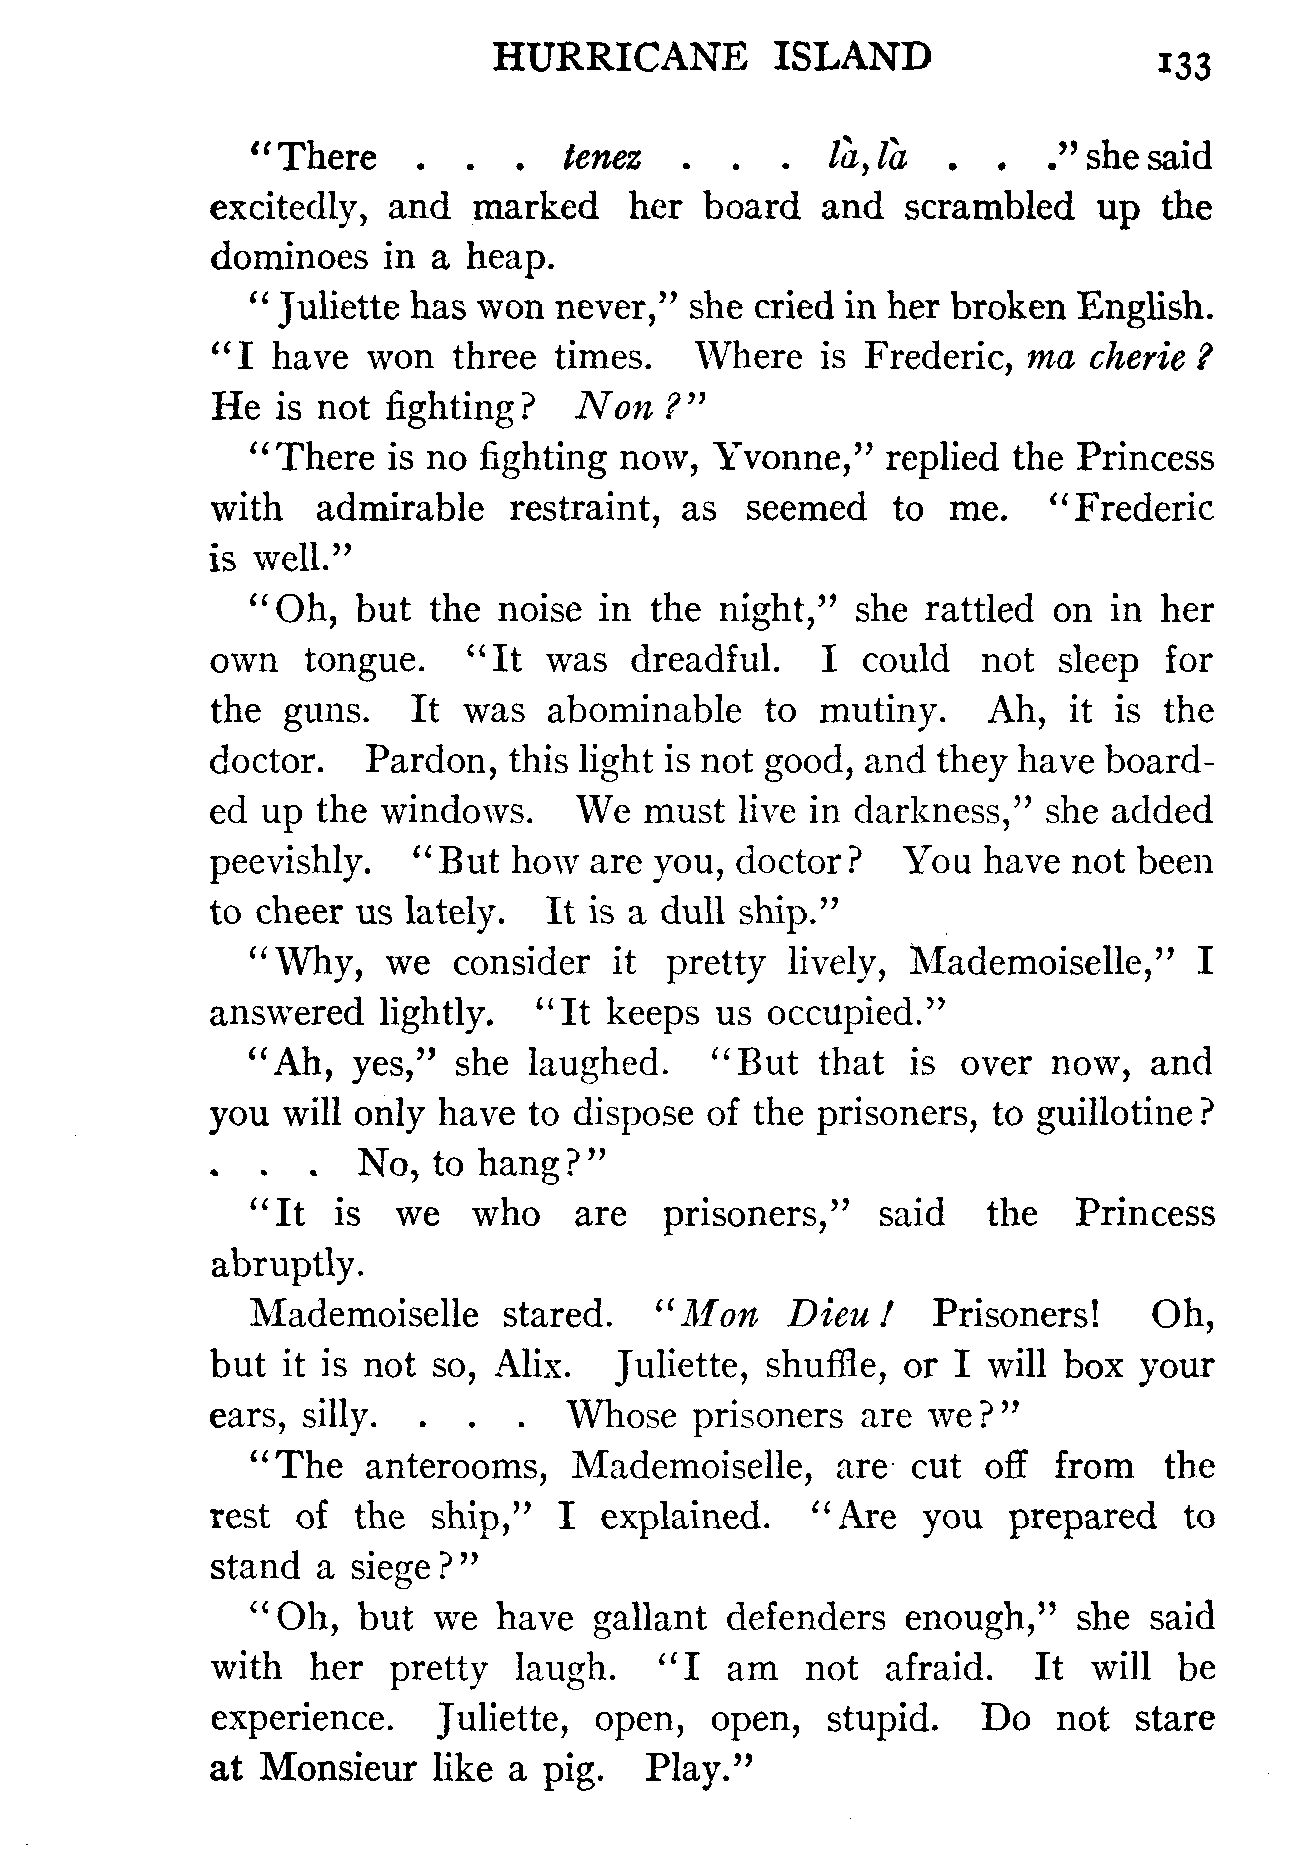 HURRICANE ISLAND 133
"There . . . tenez . . . là, là . . ." she said
excitedly, and marked her board and scrambled up the
dominoes in a heap.
"Juliette has won never," she cried in her broken English.
"I have won three times. Where is Frederic, ma cherie?
He is not fighting? Non?"
"There is no fighting now, Yvonne," replied the Princess
with admirable restraint, as seemed to me. "Frederic
is well."
"Oh, but the noise in the night," she rattled on in her
own tongue. "It was dreadful. I could not sleep for
the guns. It was abominable to mutiny. Ah, it is the
doctor. Pardon, this light is not good, and they have board-
ed up the windows. We must live in darkness," she added
peevishly. "But how are you, doctor? You have not been
to cheer us lately. It is a dull ship."
"Why, we consider it pretty lively, Mademoiselle," I
answered lightly. "It keeps us occupied."
"Ah, yes," she laughed. "But that is over now, and
you will only have to dispose of the prisoners, to guillotine?
. . . No, to hang?"
"It is we who are prisoners," said the Princess
abruptly.
Mademoiselle stared. "Mon Dieu! Prisoners! Oh,
but it is not so, Alix. Juliette, shuffle, or I will box your
ears, silly. . . . Whose prisoners are we?"
"The anterooms, Mademoiselle, are cut off from the
rest of the ship," I explained. "Are you prepared to
stand a siege?"
"Oh, but we have gallant defenders enough," she said
with her pretty laugh. "I am not afraid. It will be
experience. Juliette, open, open, stupid. Do not stare
at Monsieur like a pig. Play."